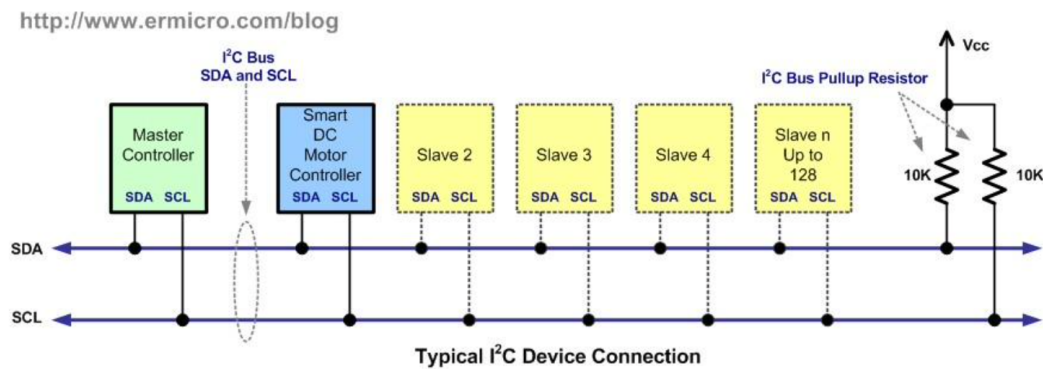 http://www.ermicro.com/blog
I²C Bus
SDA and SCL
Vcc
I²C Bus Pullup Resistor
Master
Controller
SDA SCL
Smart
DC
Motor
Controller
SDA SCL
Slave 2
SDA SCL
Slave 3
SDA SCL
Slave 4
SDA SCL
Slave n
Up to
128
SDA SCL
10K
10K
SDA
SCL
Typical I²C Device Connection